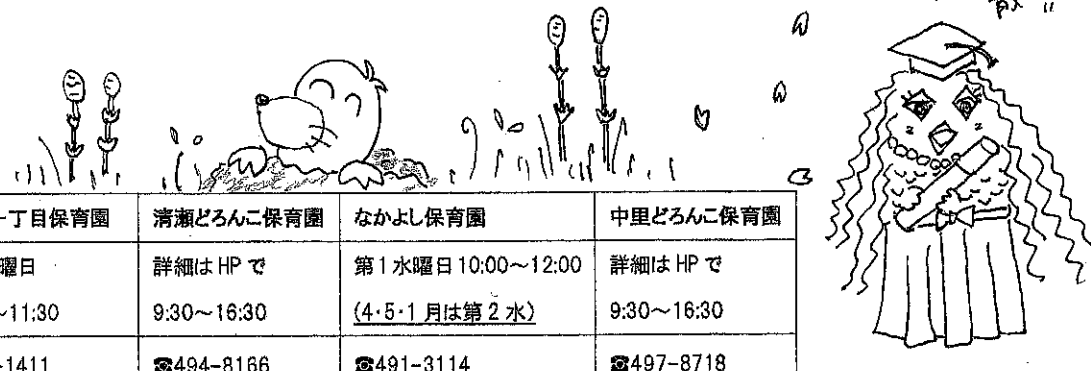 一丁目保育園 清瀬どろんこ保育園 なかよし保育園 中里どろんこ保育園
曜日 詳細は HP で 第1水曜日 10:00～12:00 詳細は HP で
～11:30 9:30～16:30 (4・5・1 月は第 2 水) 9:30～16:30
-1411 ☎494-8166 ☎491-3114 ☎497-8718